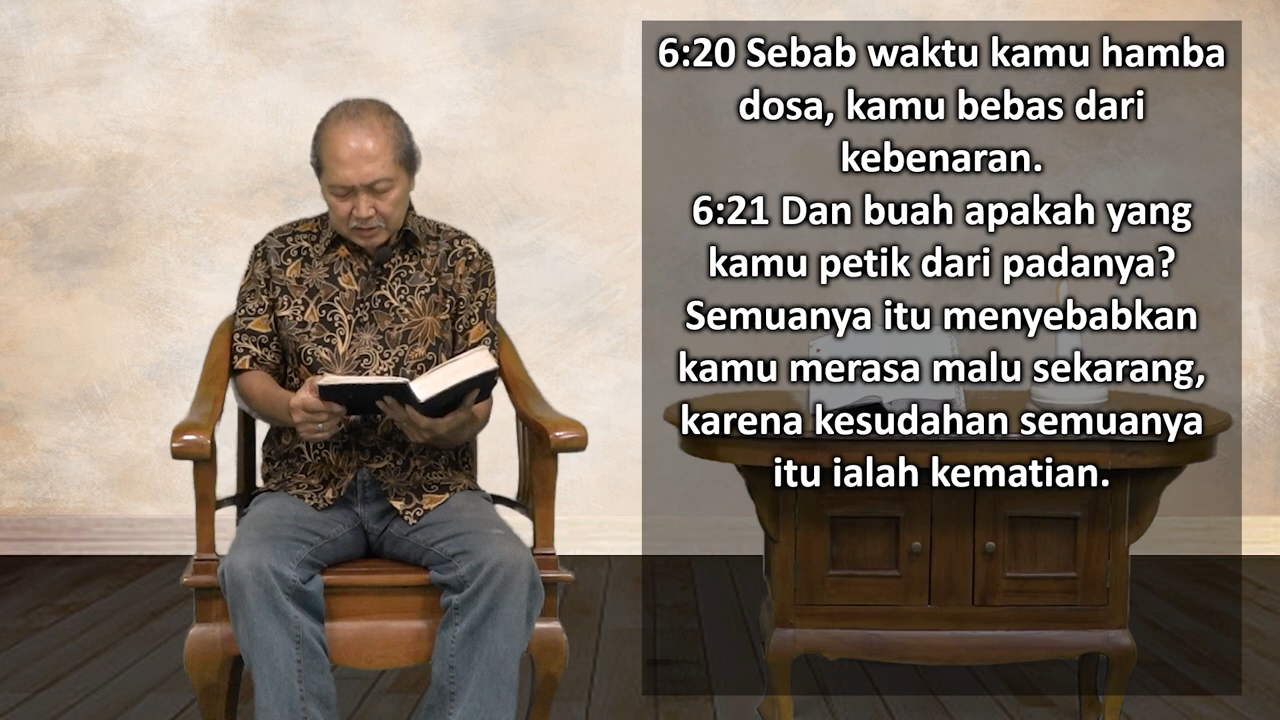 6:20 Sebab waktu kamu hamba
dosa, kamu bebas dari
kebenaran.
6:21 Dan buah apakah yang
kamu petik dari padanya?
Semuanya itu menyebabkan
kamu merasa malu sekarang,
karena kesudahan semuanya
itu ialah kematian.